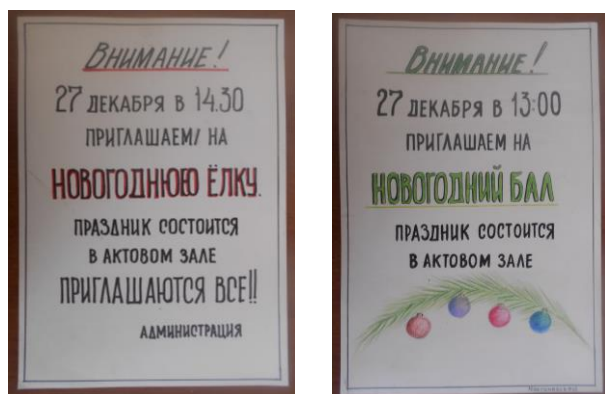 Внимание!
27 декабря в 14.30
приглашаем/ на
НОВОГОДНЮЮ ЁЛКУ.
праздник состоится
в актовом зале
ПРИГЛАШАЮТСЯ ВСЕ!!
администрация
Внимание!
27 декабря в 13:00
приглашаем на
НОВОГОДНИЙ БАЛ
праздник состоится
в актовом зале